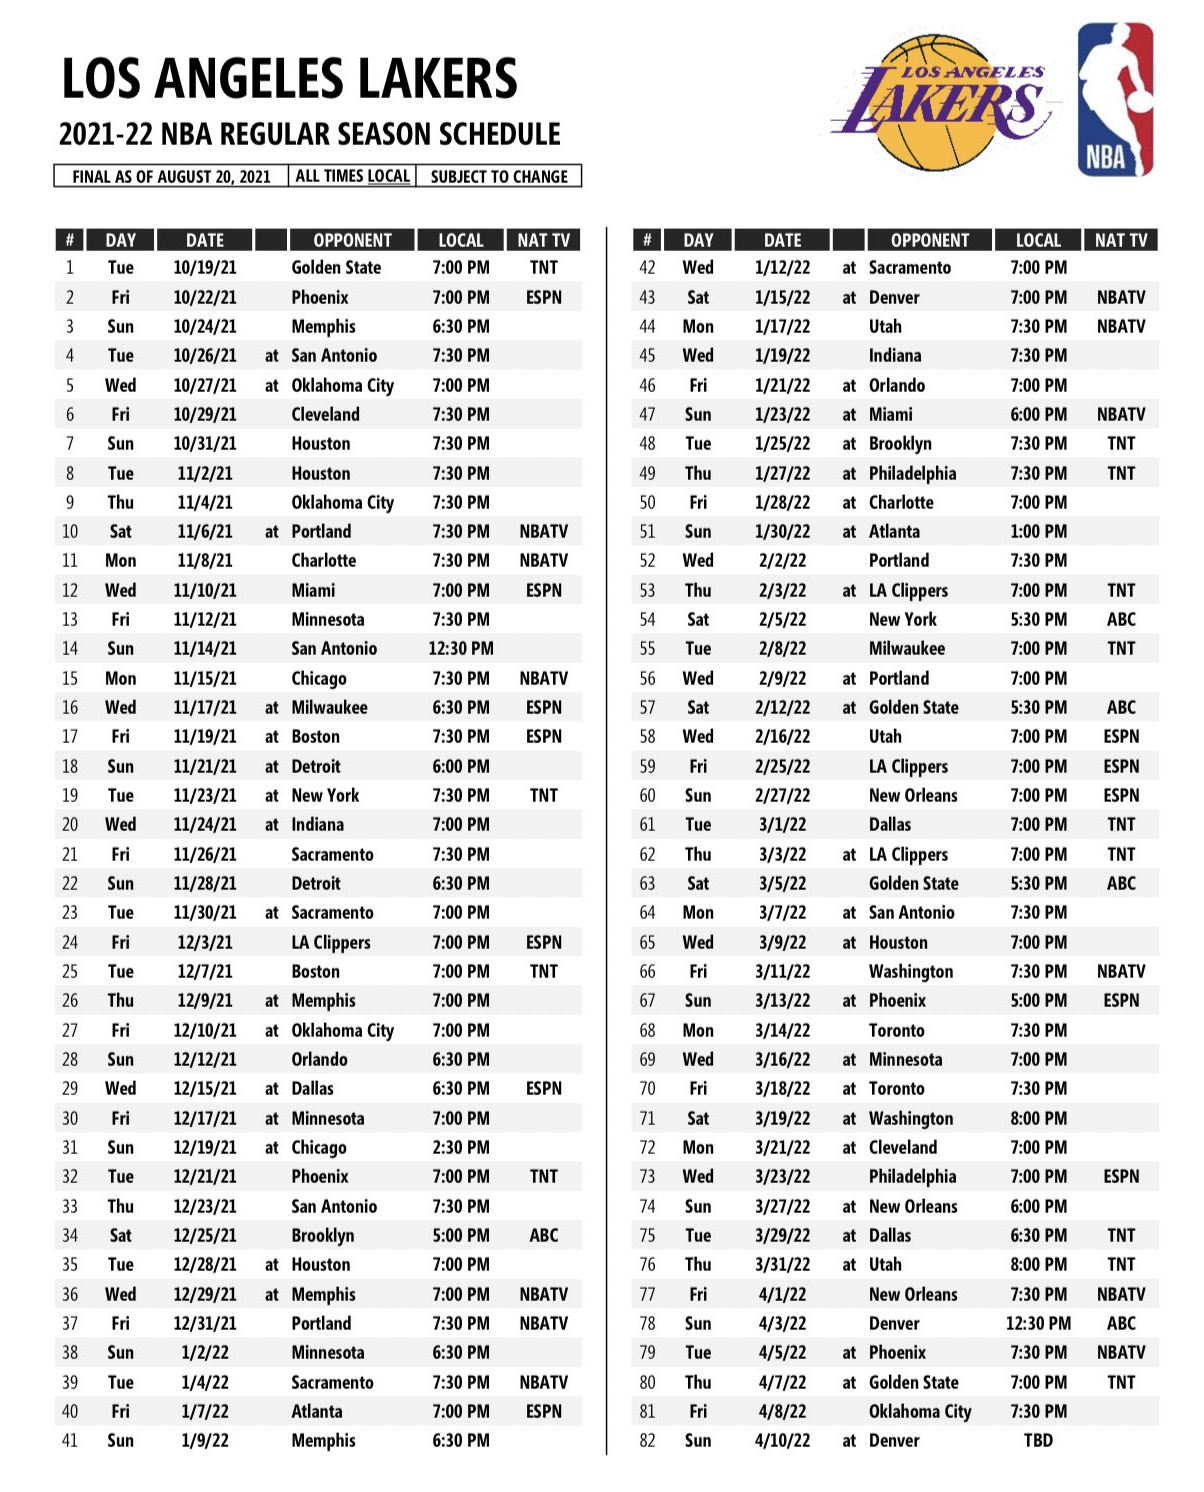 LOS ANGELES LAKERS
2021-22 NBA REGULAR SEASON SCHEDULE
FINAL AS OF AUGUST 20, 2021 ALL TIMES LOCAL SUBJECT TO CHANGE
LOS ANGELES
LAKERS
NBA
# DAY DATE OPPONENT LOCAL NAT TV
1 Tue 10/19/21 Golden State 7:00 PM TNT
2 Fri 10/22/21 Phoenix 7:00 PM ESPN
3 Sun 10/24/21 Memphis 6:30 PM
4 Tue 10/26/21 at San Antonio 7:30 PM
5 Wed 10/27/21 at Oklahoma City 7:00 PM
6 Fri 10/29/21 Cleveland 7:30 PM
7 Sun 10/31/21 Houston 7:30 PM
8 Tue 11/2/21 Houston 7:30 PM
9 Thu 11/4/21 Oklahoma City 7:30 PM
10 Sat 11/6/21 at Portland 7:30 PM NBATV
11 Mon 11/8/21 Charlotte 7:30 PM NBATV
12 Wed 11/10/21 Miami 7:00 PM ESPN
13 Fri 11/12/21 Minnesota 7:30 PM
14 Sun 11/14/21 San Antonio 12:30 PM
15 Mon 11/15/21 Chicago 7:30 PM NBATV
16 Wed 11/17/21 at Milwaukee 6:30 PM ESPN
17 Fri 11/19/21 at Boston 7:30 PM ESPN
18 Sun 11/21/21 at Detroit 6:00 PM
19 Tue 11/23/21 at New York 7:30 PM TNT
20 Wed 11/24/21 at Indiana 7:00 PM
21 Fri 11/26/21 Sacramento 7:30 PM
22 Sun 11/28/21 Detroit 6:30 PM
23 Tue 11/30/21 at Sacramento 7:00 PM
24 Fri 12/3/21 LA Clippers 7:00 PM ESPN
25 Tue 12/7/21 Boston 7:00 PM TNT
26 Thu 12/9/21 at Memphis 7:00 PM
27 Fri 12/10/21 at Oklahoma City 7:00 PM
28 Sun 12/12/21 Orlando 6:30 PM
29 Wed 12/15/21 at Dallas 6:30 PM ESPN
30 Fri 12/17/21 at Minnesota 7:00 PM
31 Sun 12/19/21 at Chicago 2:30 PM
32 Tue 12/21/21 Phoenix 7:00 PM TNT
33 Thu 12/23/21 San Antonio 7:30 PM
34 Sat 12/25/21 Brooklyn 5:00 PM ABC
35 Tue 12/28/21 at Houston 7:00 PM
36 Wed 12/29/21 at Memphis 7:00 PM NBATV
37 Fri 12/31/21 Portland 7:30 PM NBATV
38 Sun 1/2/22 Minnesota 6:30 PM
39 Tue 1/4/22 Sacramento 7:30 PM NBATV
40 Fri 1/7/22 Atlanta 7:00 PM ESPN
41 Sun 1/9/22 Memphis 6:30 PM
# DAY DATE OPPONENT LOCAL NAT TV
42 Wed 1/12/22 at Sacramento 7:00 PM
43 Sat 1/15/22 at Denver 7:00 PM NBATV
44 Mon 1/17/22 Utah 7:30 PM NBATV
45 Wed 1/19/22 Indiana 7:30 PM
46 Fri 1/21/22 at Orlando 7:00 PM
47 Sun 1/23/22 at Miami 6:00 PM NBATV
48 Tue 1/25/22 at Brooklyn 7:30 PM TNT
49 Thu 1/27/22 at Philadelphia 7:30 PM TNT
50 Fri 1/28/22 at Charlotte 7:00 PM
51 Sun 1/30/22 at Atlanta 1:00 PM
52 Wed 2/2/22 Portland 7:30 PM
53 Thu 2/3/22 at LA Clippers 7:00 PM TNT
54 Sat 2/5/22 New York 5:30 PM ABC
55 Tue 2/8/22 Milwaukee 7:00 PM TNT
56 Wed 2/9/22 at Portland 7:00 PM
57 Sat 2/12/22 at Golden State 5:30 PM ABC
58 Wed 2/16/22 Utah 7:00 PM ESPN
59 Fri 2/25/22 LA Clippers 7:00 PM ESPN
60 Sun 2/27/22 New Orleans 7:00 PM ESPN
61 Tue 3/1/22 Dallas 7:00 PM TNT
62 Thu 3/3/22 at LA Clippers 7:00 PM TNT
63 Sat 3/5/22 Golden State 5:30 PM ABC
64 Mon 3/7/22 at San Antonio 7:30 PM
65 Wed 3/9/22 at Houston 7:00 PM
66 Fri 3/11/22 Washington 7:30 PM NBATV
67 Sun 3/13/22 at Phoenix 5:00 PM ESPN
68 Mon 3/14/22 Toronto 7:30 PM
69 Wed 3/16/22 at Minnesota 7:00 PM
70 Fri 3/18/22 at Toronto 7:30 PM
71 Sat 3/19/22 at Washington 8:00 PM
72 Mon 3/21/22 at Cleveland 7:00 PM
73 Wed 3/23/22 Philadelphia 7:00 PM ESPN
74 Sun 3/27/22 at New Orleans 6:00 PM
75 Tue 3/29/22 at Dallas 6:30 PM TNT
76 Thu 3/31/22 at Utah 8:00 PM TNT
77 Fri 4/1/22 New Orleans 7:30 PM NBATV
78 Sun 4/3/22 Denver 12:30 PM ABC
79 Tue 4/5/22 at Phoenix 7:30 PM NBATV
80 Thu 4/7/22 at Golden State 7:00 PM TNT
81 Fri 4/8/22 Oklahoma City 7:30 PM
82 Sun 4/10/22 at Denver TBD